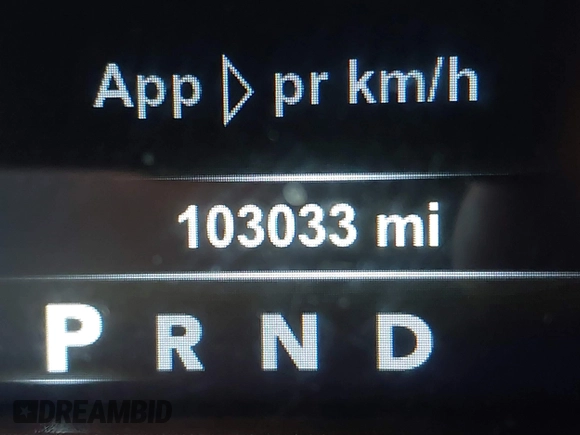 App ▷ pr km/h
103033 mi
P R N D
DREAMBID